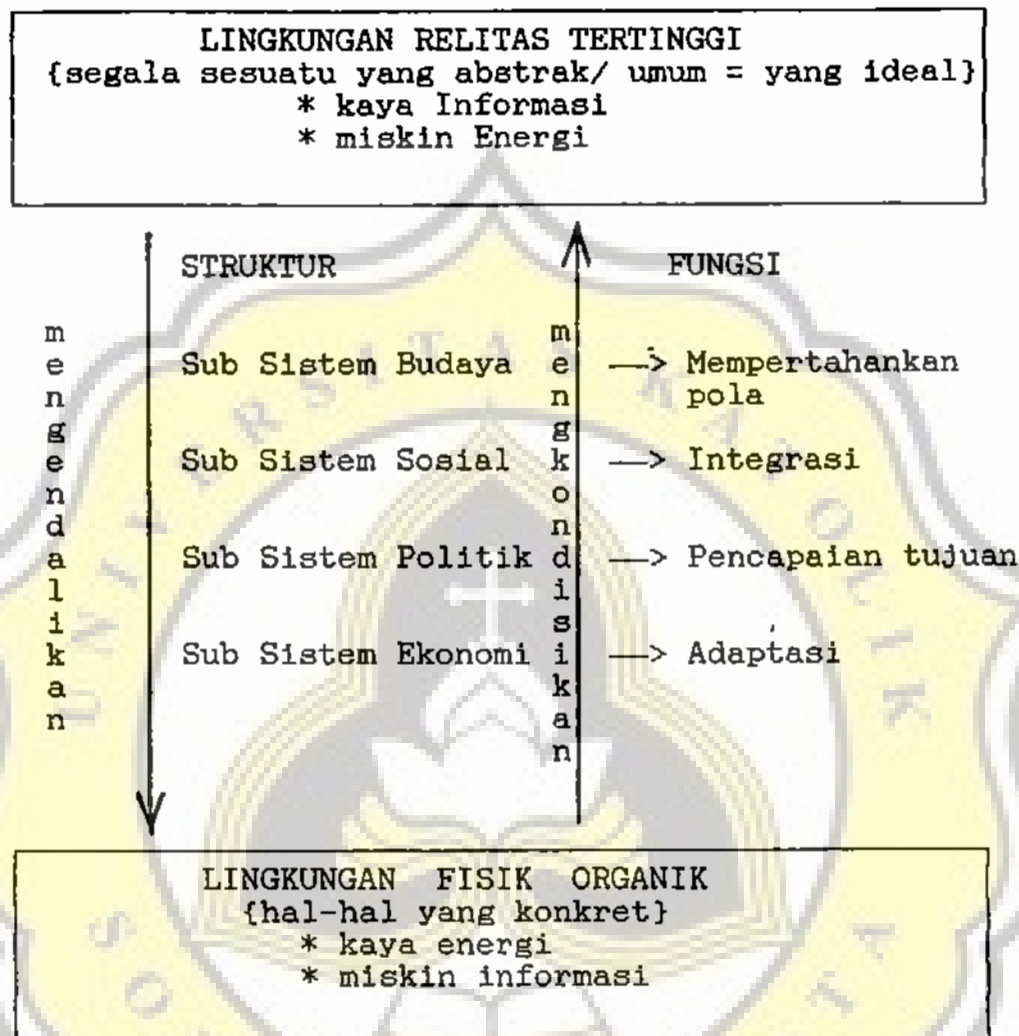 LINGKUNGAN RELITAS TERTINGGI
{segala sesuatu yang abstrak/ umum = yang ideal}
* kaya Informasi
* miskin Energi
STRUKTUR
FUNGSI
mengendalikan
mengkondisikan
Sub Sistem Budaya —> Mempertahankan
pola
Sub Sistem Sosial —> Integrasi
Sub Sistem Politik —> Pencapaian tujuan
Sub Sistem Ekonomi —> Adaptasi
LINGKUNGAN FISIK ORGANIK
{hal-hal yang konkret}
* kaya energi
* miskin informasi
UNIVERSITAS KATOLIK